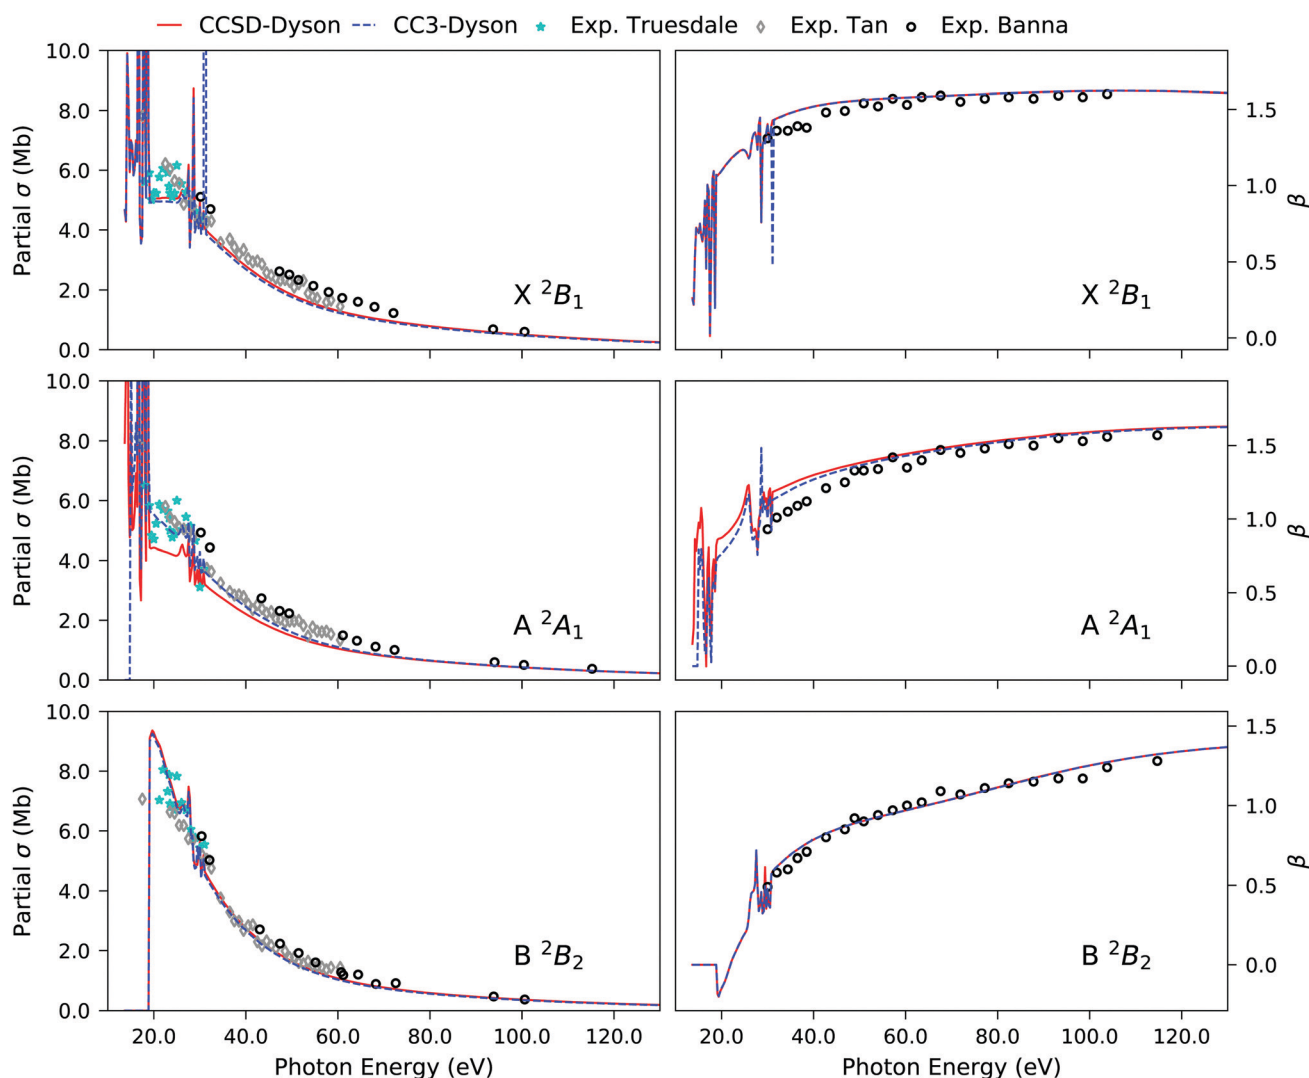 CCSD-Dyson CC3-Dyson Exp. Truesdale Exp. Tan Exp. Banna
10.0
8.0
6.0
4.0
2.0
0.0
Partial σ (Mb)
X ²B₁
X ²B₁
1.5
1.0
0.5
0.0
β
10.0
8.0
6.0
4.0
2.0
0.0
Partial σ (Mb)
A ²A₁
A ²A₁
1.5
1.0
0.5
0.0
β
10.0
8.0
6.0
4.0
2.0
0.0
Partial σ (Mb)
B ²B₂
B ²B₂
1.5
1.0
0.5
0.0
β
20.0 40.0 60.0 80.0 100.0 120.0
20.0 40.0 60.0 80.0 100.0 120.0
Photon Energy (eV)
Photon Energy (eV)